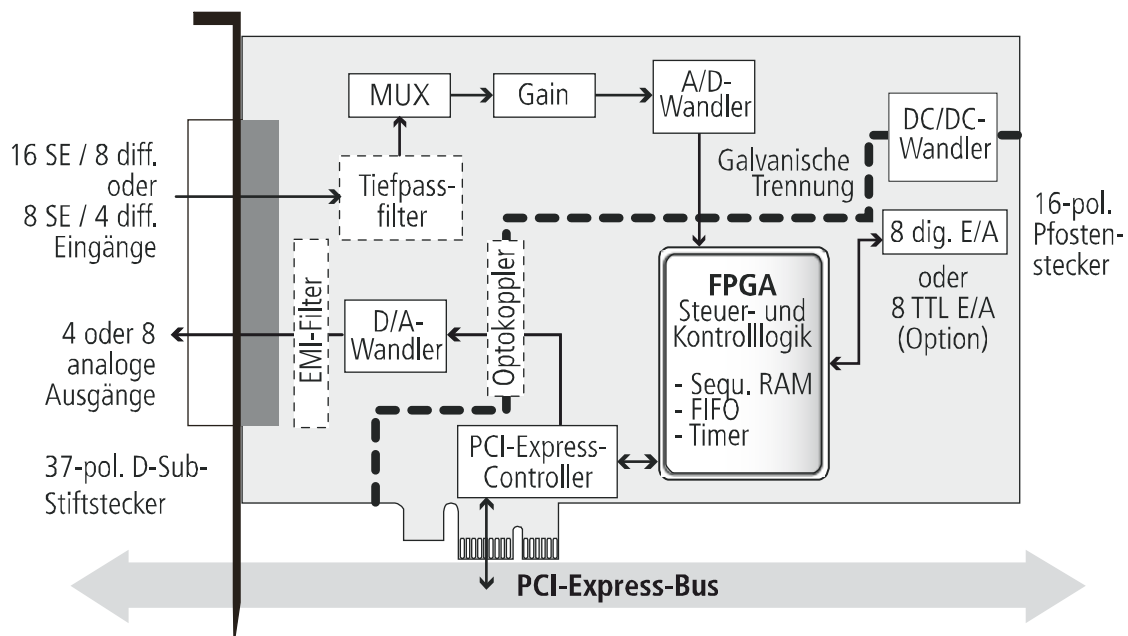 16 SE / 8 diff.
oder
8 SE / 4 diff.
Eingänge
4 oder 8
analoge
Ausgänge
37-pol. D-Sub-
Stiftstecker
MUX
Gain
A/D-
Wandler
DC/DC-
Wandler
Galvanische
Trennung
Tiefpass-
filter
EMI-Filter
D/A-
Wandler
Optokoppler
FPGA
Steuer- und
Kontrolllogik
- Sequ. RAM
- FIFO
- Timer
8 dig. E/A
oder
8 TTL E/A
(Option)
16-pol.
Pfosten-
stecker
PCI-Express-
Controller
PCI-Express-Bus